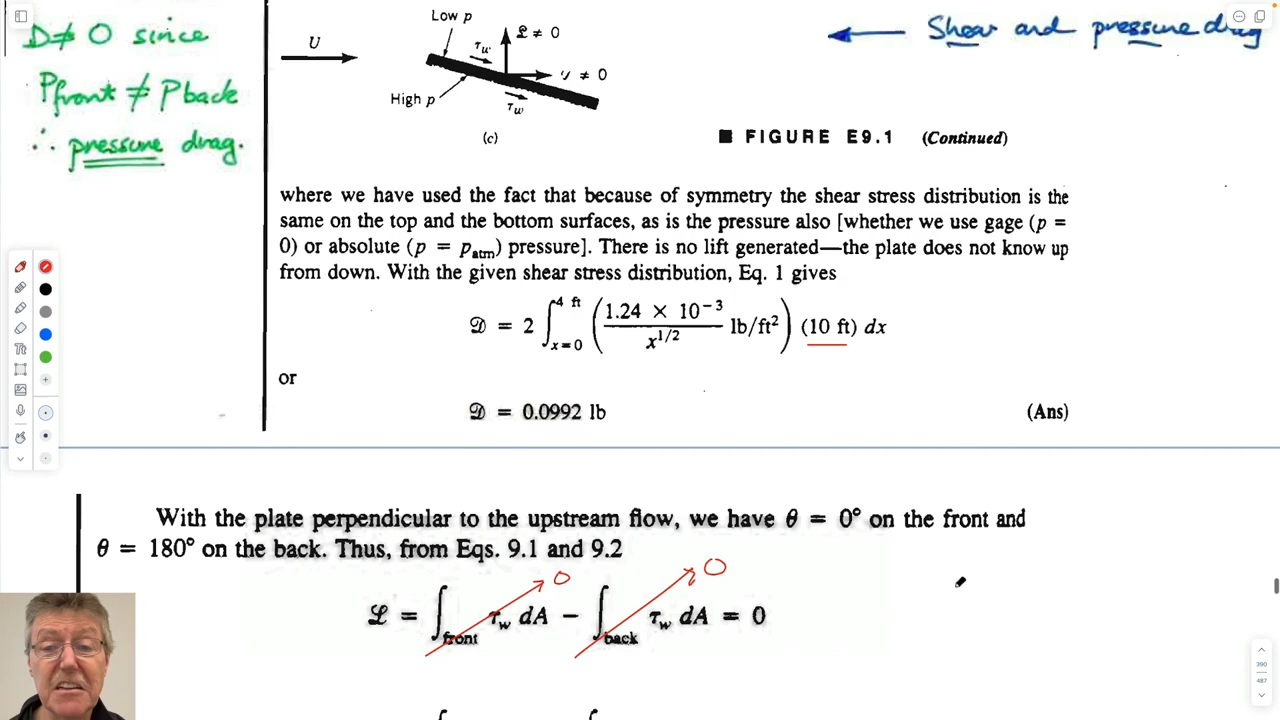 D ≠ 0 since
Pfront ≠ Pback
∴ pressure drag.
U
Low p
τw
ℒ ≠ 0
≠ 0
High p
τw
(c)
Shear and pressure drag
■ FIGURE E9.1 (Continued)
where we have used the fact that because of symmetry the shear stress distribution is the
same on the top and the bottom surfaces, as is the pressure also [whether we use gage (p =
0) or absolute (p = patm) pressure]. There is no lift generated—the plate does not know up
from down. With the given shear stress distribution, Eq. 1 gives
𝒟 = 2 ∫x=0 4 ft (1.24 × 10−3 / x1/2 lb/ft2) (10 ft) dx
or
𝒟 = 0.0992 lb (Ans)
With the plate perpendicular to the upstream flow, we have θ = 0° on the front and
θ = 180° on the back. Thus, from Eqs. 9.1 and 9.2
0 0
ℒ = ∫front τw dA − ∫back τw dA = 0
390
487